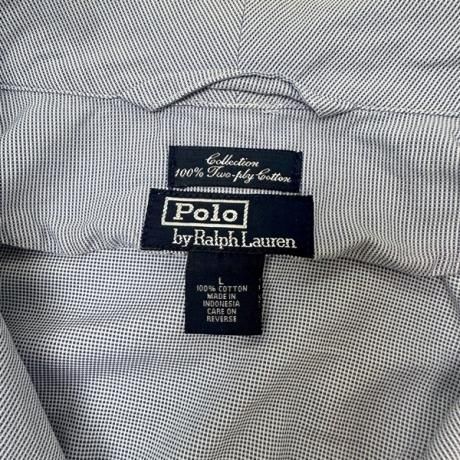 Collection
100% Two-ply Cotton
Polo
by Ralph Lauren
L
100% COTTON
MADE IN
INDONESIA
CARE ON
REVERSE